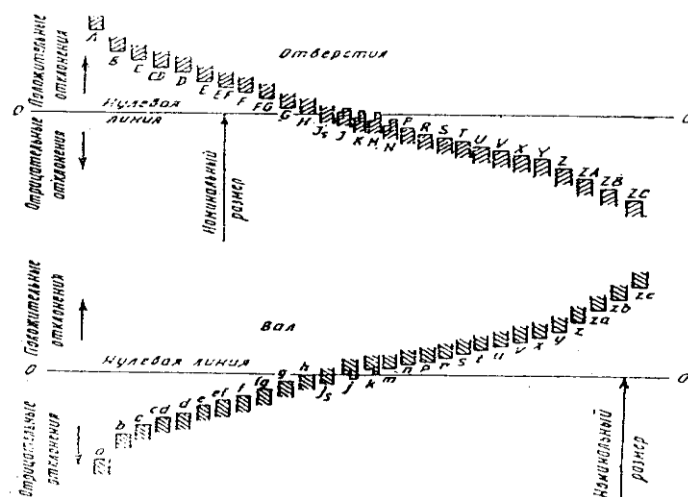 Положительные отклонения
Отверстия
A B C CD D E EF F FG G H Js J K M N P R S T U V X Y Z ZA ZB ZC
0 Нулевая линия 0
Отрицательные отклонения
Номинальный размер
Положительные отклонения
Вал
0 Нулевая линия 0
a b c cd d e ef f fg g h js j k m n p r s t u v x y z za zb zc
Отрицательные отклонения
Номинальный размер